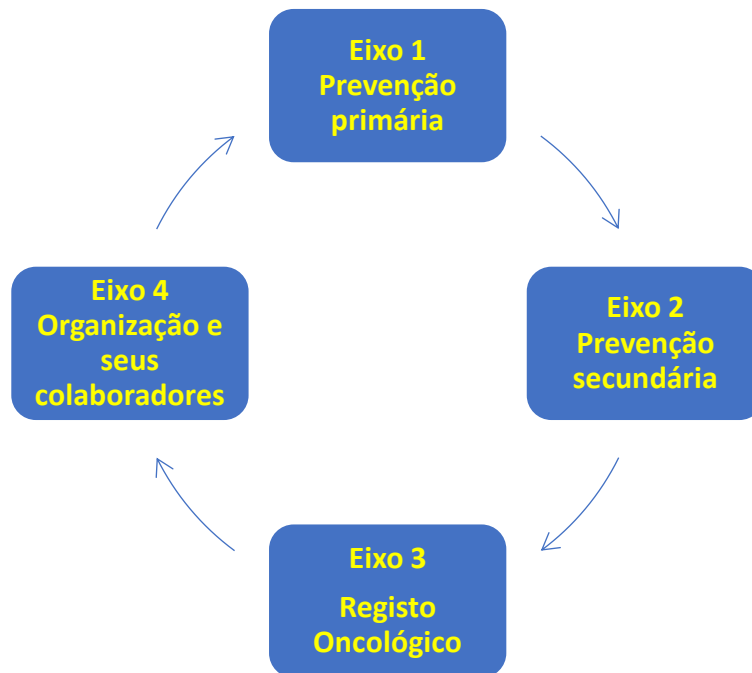 Eixo 1
Prevenção
primária
Eixo 2
Prevenção
secundária
Eixo 3
Registo
Oncológico
Eixo 4
Organização e
seus
colaboradores